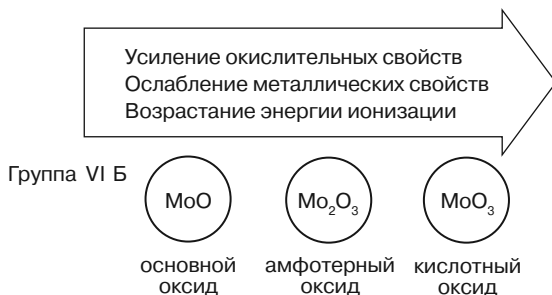 Усиление окислительных свойств
Ослабление металлических свойств
Возрастание энергии ионизации
Группа VI Б
MoO
Mo₂O₃
MoO₃
основной
оксид
амфотерный
оксид
кислотный
оксид